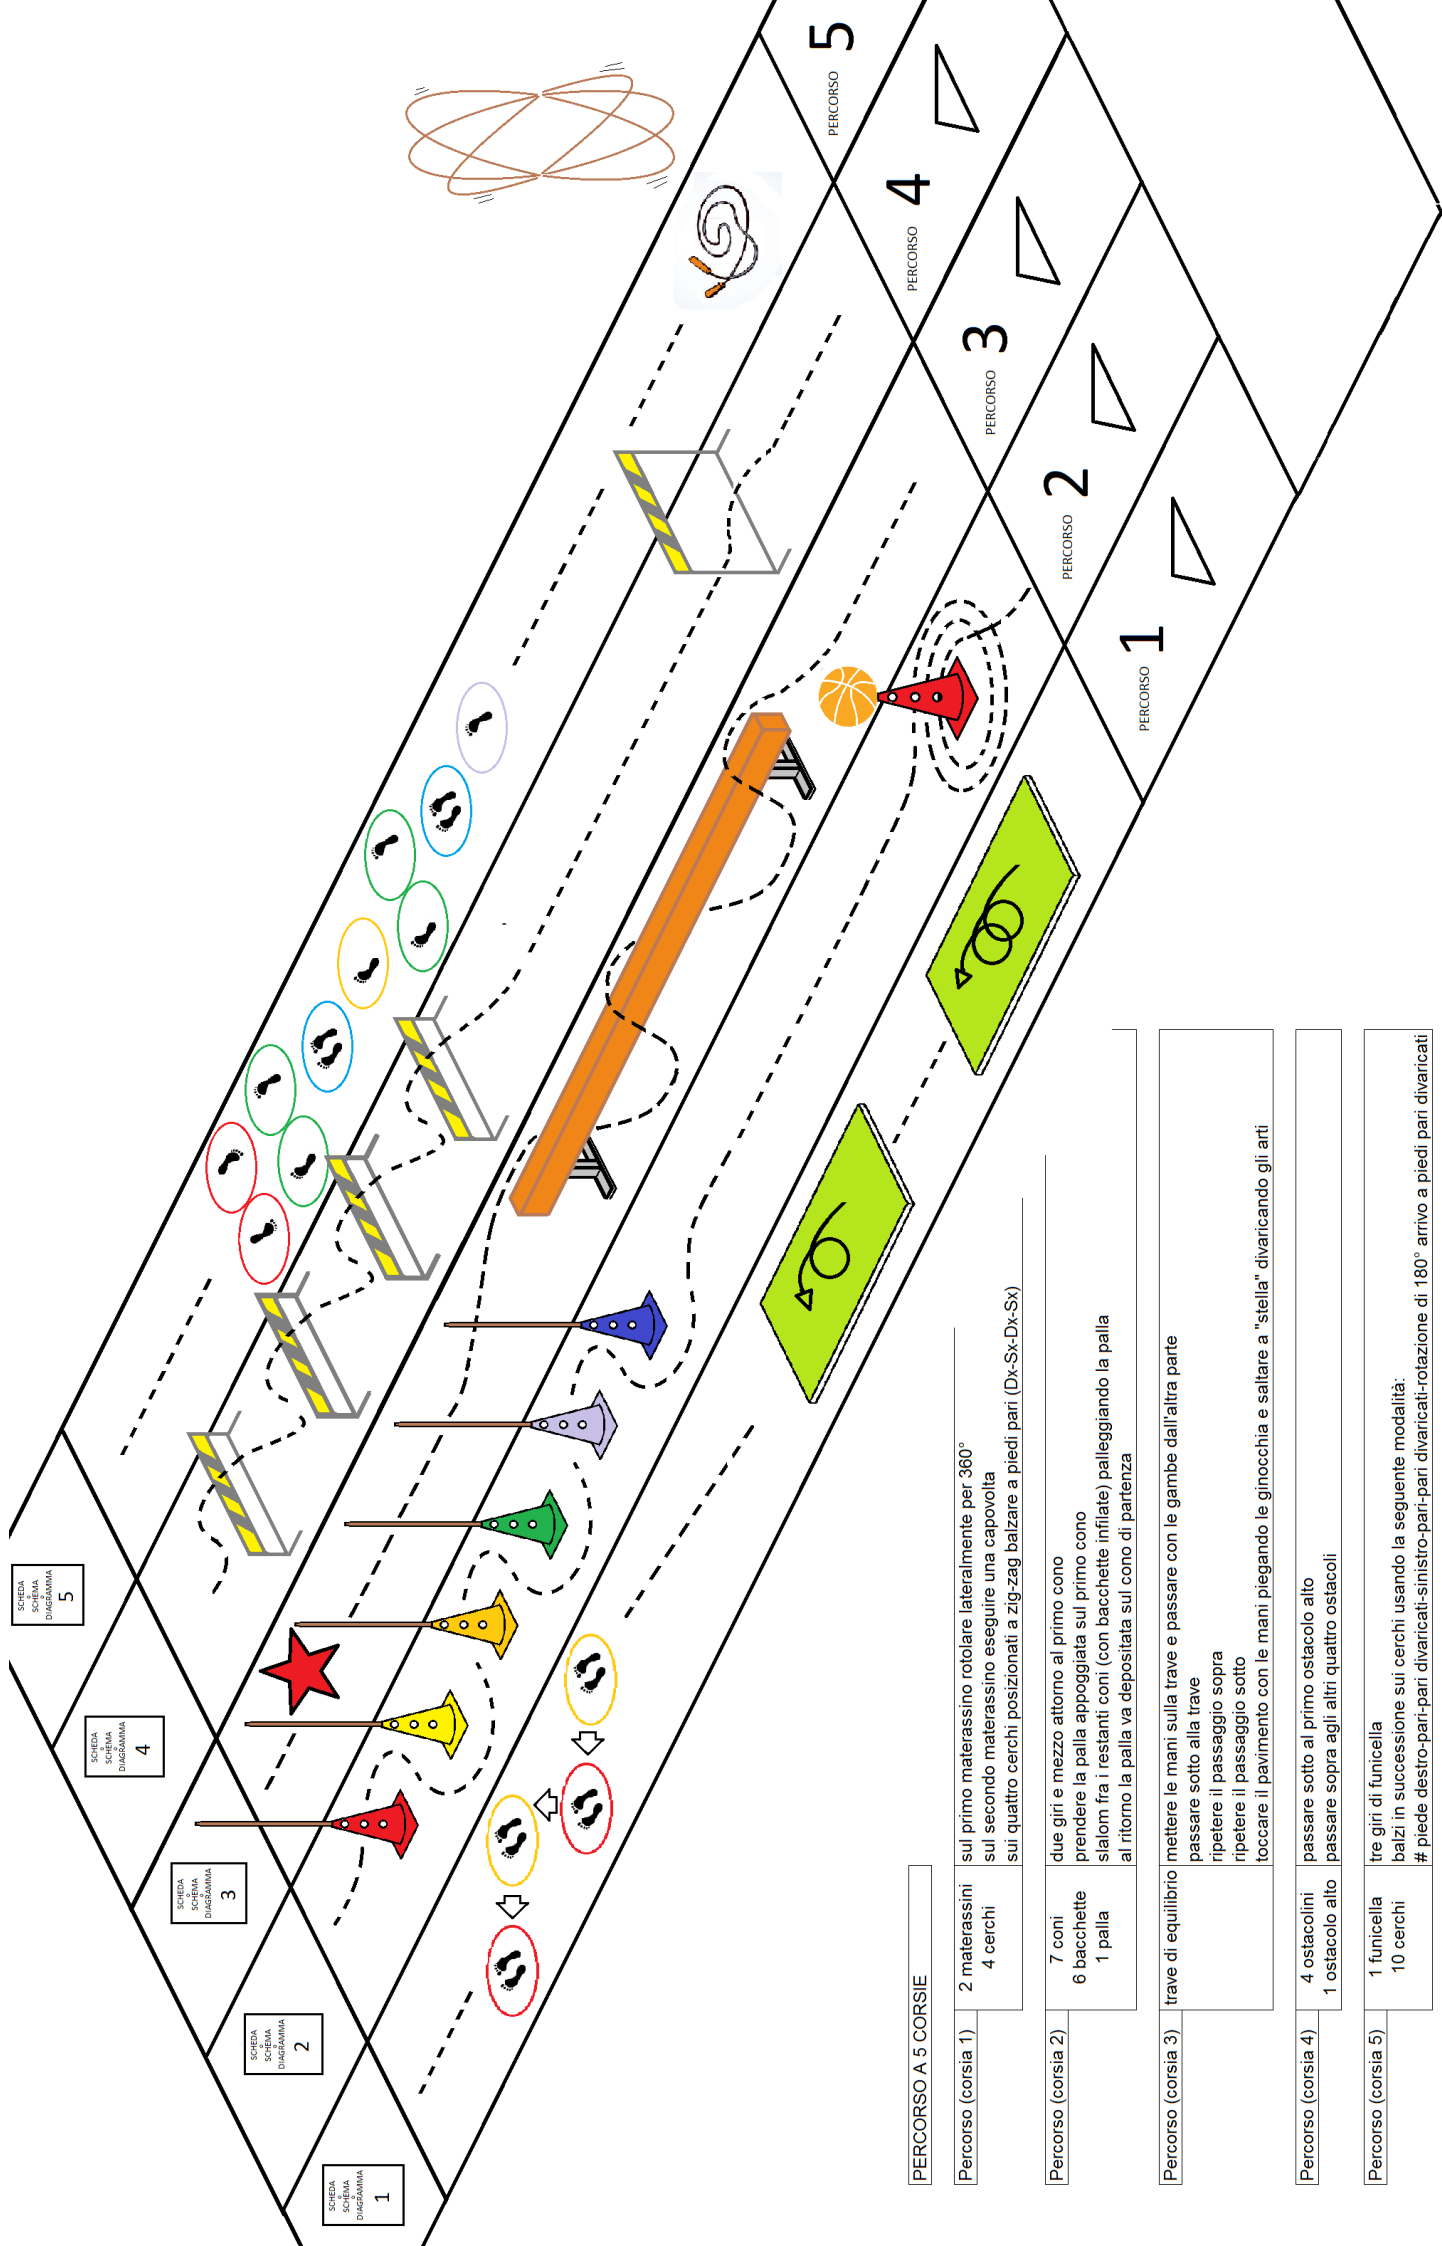 SCHEDA
o
SCHEMA
o
DIAGRAMMA
1
SCHEDA
o
SCHEMA
o
DIAGRAMMA
2
SCHEDA
o
SCHEMA
o
DIAGRAMMA
3
SCHEDA
o
SCHEMA
o
DIAGRAMMA
4
SCHEDA
o
SCHEMA
o
DIAGRAMMA
5
PERCORSO 5
PERCORSO 4
PERCORSO 3
PERCORSO 2
PERCORSO 1
PERCORSO A 5 CORSIE
Percorso (corsia 1)
2 materassini
4 cerchi
sul primo materassino rotolare lateralmente per 360°
sul secondo materassino eseguire una capovolta
sui quattro cerchi posizionati a zig-zag balzare a piedi pari (Dx-Sx-Dx-Sx)
Percorso (corsia 2)
7 coni
6 bacchette
1 palla
due giri e mezzo attorno al primo cono
prendere la palla appoggiata sul primo cono
slalom fra i restanti coni (con bacchette infilate) palleggiando la palla
al ritorno la palla va depositata sul cono di partenza
Percorso (corsia 3)
trave di equilibrio
mettere le mani sulla trave e passare con le gambe dall'altra parte
passare sotto alla trave
ripetere il passaggio sopra
ripetere il passaggio sotto
toccare il pavimento con le mani piegando le ginocchia e saltare a "stella" divaricando gli arti
Percorso (corsia 4)
4 ostacolini
1 ostacolo alto
passare sotto al primo ostacolo alto
passare sopra agli altri quattro ostacoli
Percorso (corsia 5)
1 funicella
10 cerchi
tre giri di funicella
balzi in successione sui cerchi usando la seguente modalità:
# piede destro-pari-pari divaricati-sinistro-pari-pari divaricati-rotazione di 180° arrivo a piedi pari divaricati